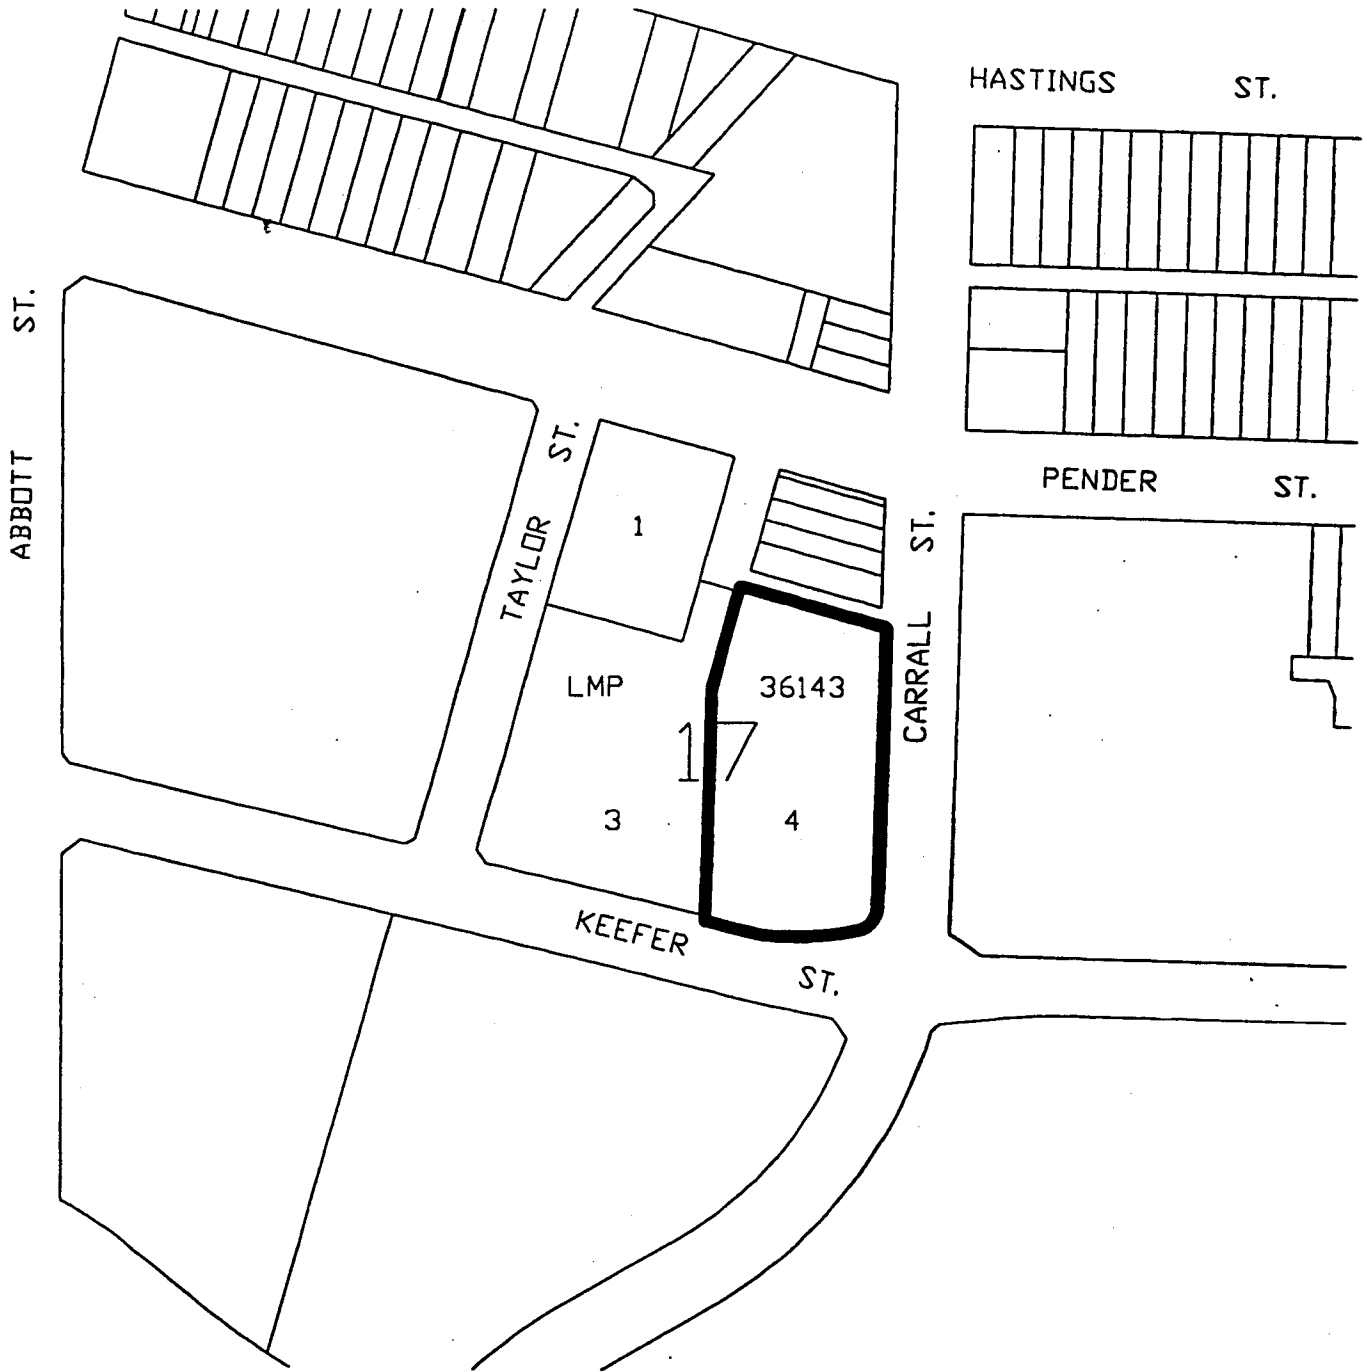 HASTINGS ST.
ABBOTT ST.
TAYLOR ST.
PENDER ST.
CARRALL ST.
1
LMP 36143
17
3 4
KEEFER ST.